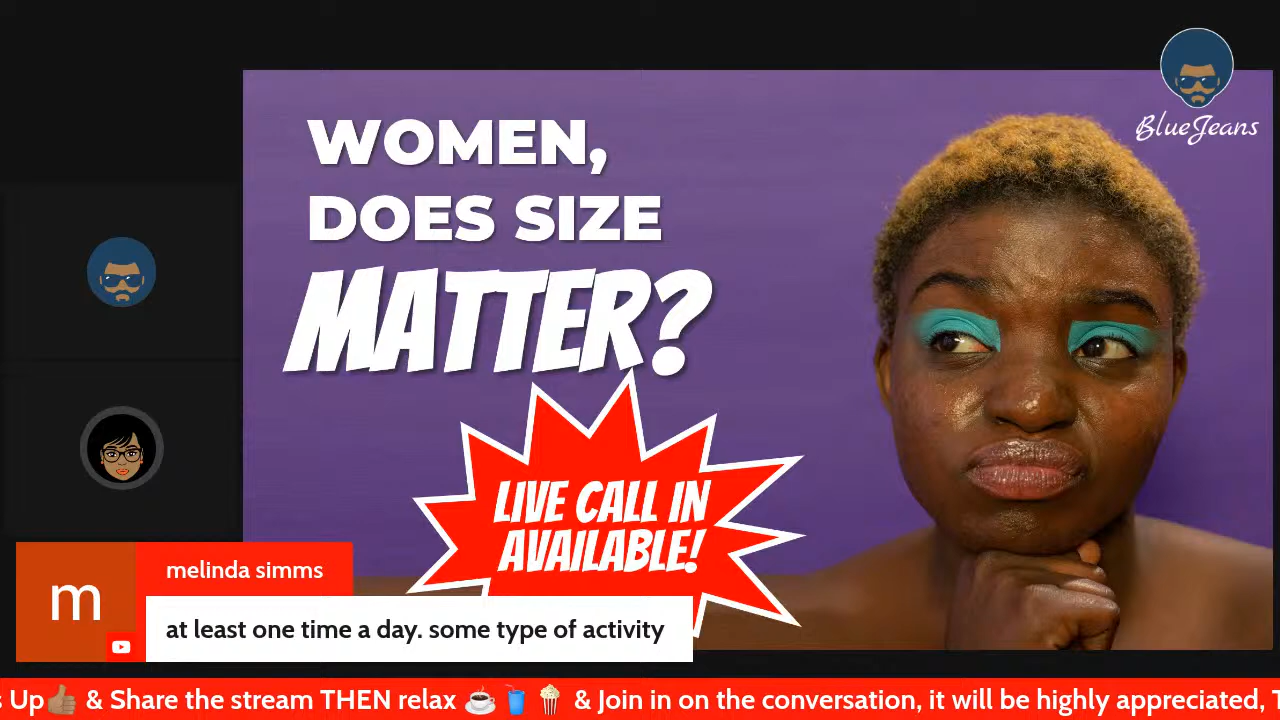 BlueJeans
WOMEN,
DOES SIZE
MATTER?
LIVE CALL IN
AVAILABLE!
m
melinda simms
at least one time a day. some type of activity
s Up👍🏽 & Share the stream THEN relax ☕🥤🍿 & Join in on the conversation, it will be highly appreciated, T